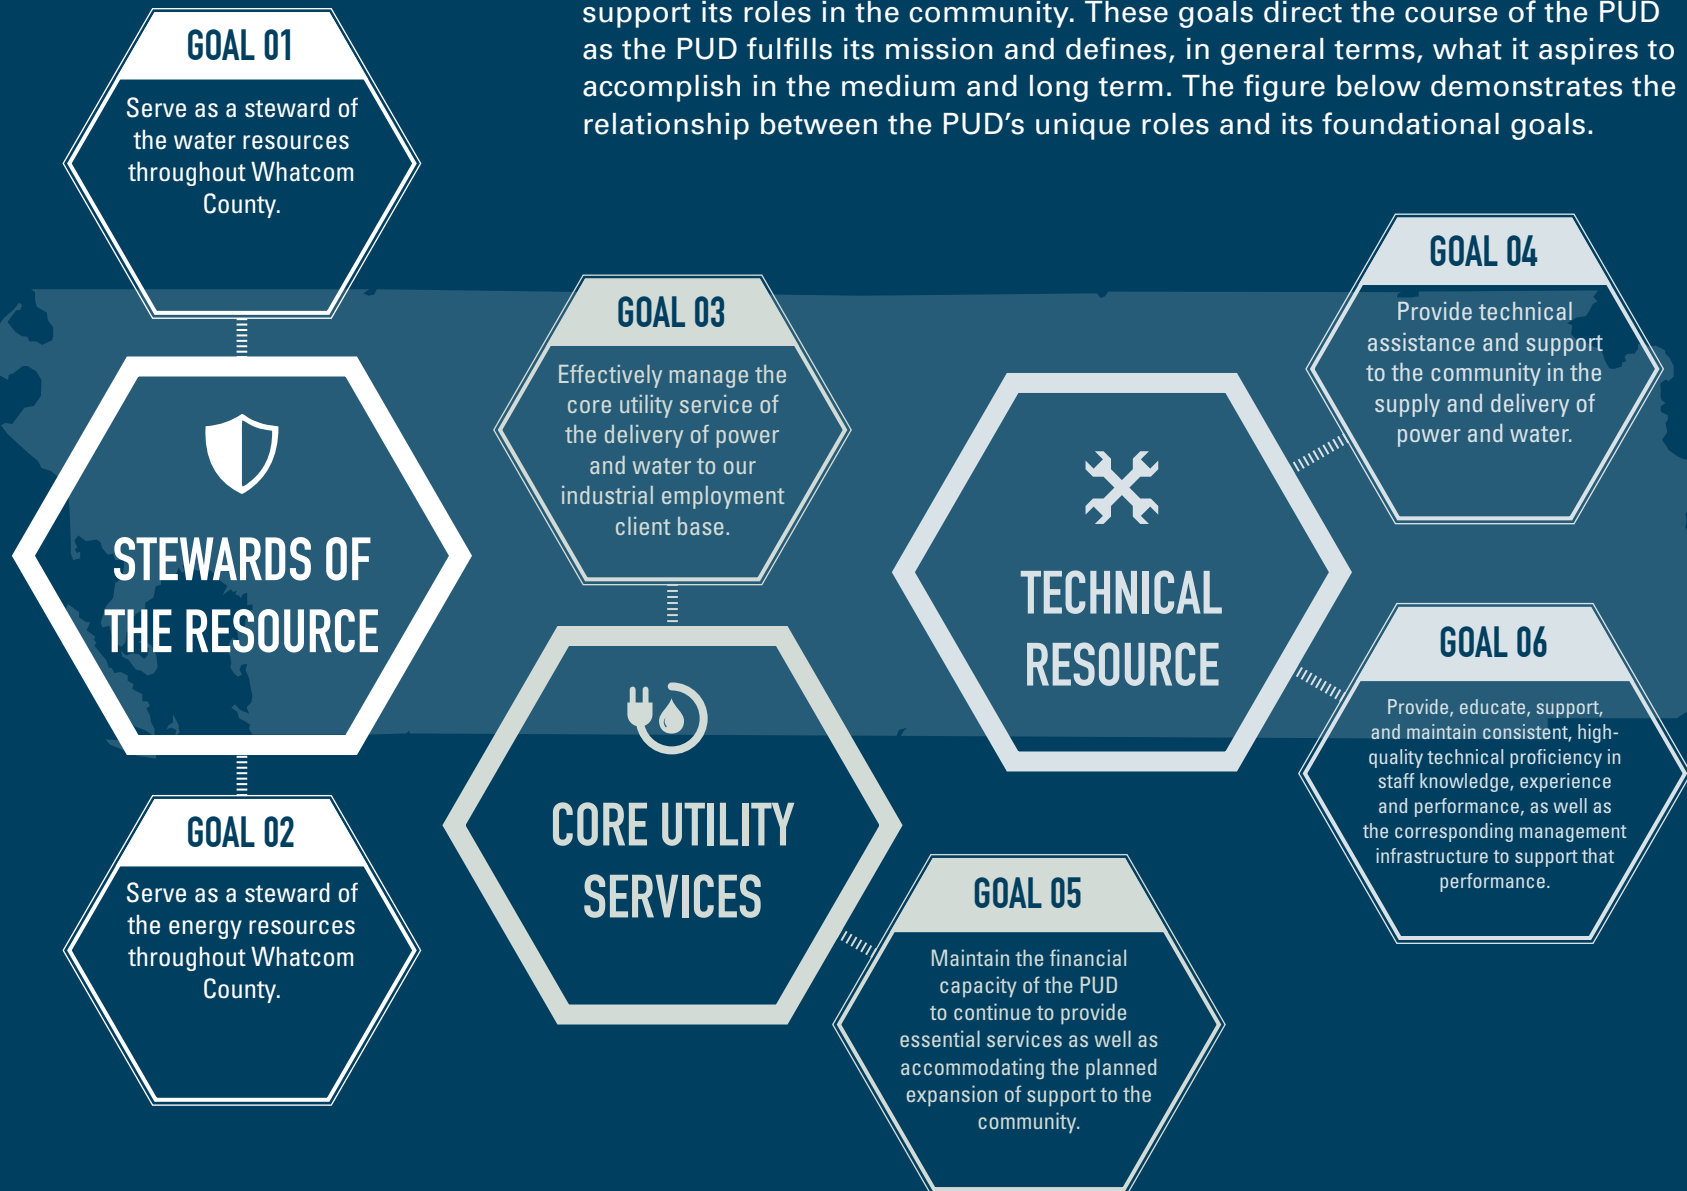 support its roles in the community. These goals direct the course of the PUD
as the PUD fulfills its mission and defines, in general terms, what it aspires to
accomplish in the medium and long term. The figure below demonstrates the
relationship between the PUD’s unique roles and its foundational goals.
GOAL 01
Serve as a steward of
the water resources
throughout Whatcom
County.
STEWARDS OF
THE RESOURCE
GOAL 02
Serve as a steward of
the energy resources
throughout Whatcom
County.
GOAL 03
Effectively manage the
core utility service of
the delivery of power
and water to our
industrial employment
client base.
CORE UTILITY
SERVICES
GOAL 05
Maintain the financial
capacity of the PUD
to continue to provide
essential services as well as
accommodating the planned
expansion of support to the
community.
TECHNICAL
RESOURCE
GOAL 04
Provide technical
assistance and support
to the community in the
supply and delivery of
power and water.
GOAL 06
Provide, educate, support,
and maintain consistent, high-
quality technical proficiency in
staff knowledge, experience
and performance, as well as
the corresponding management
infrastructure to support that
performance.